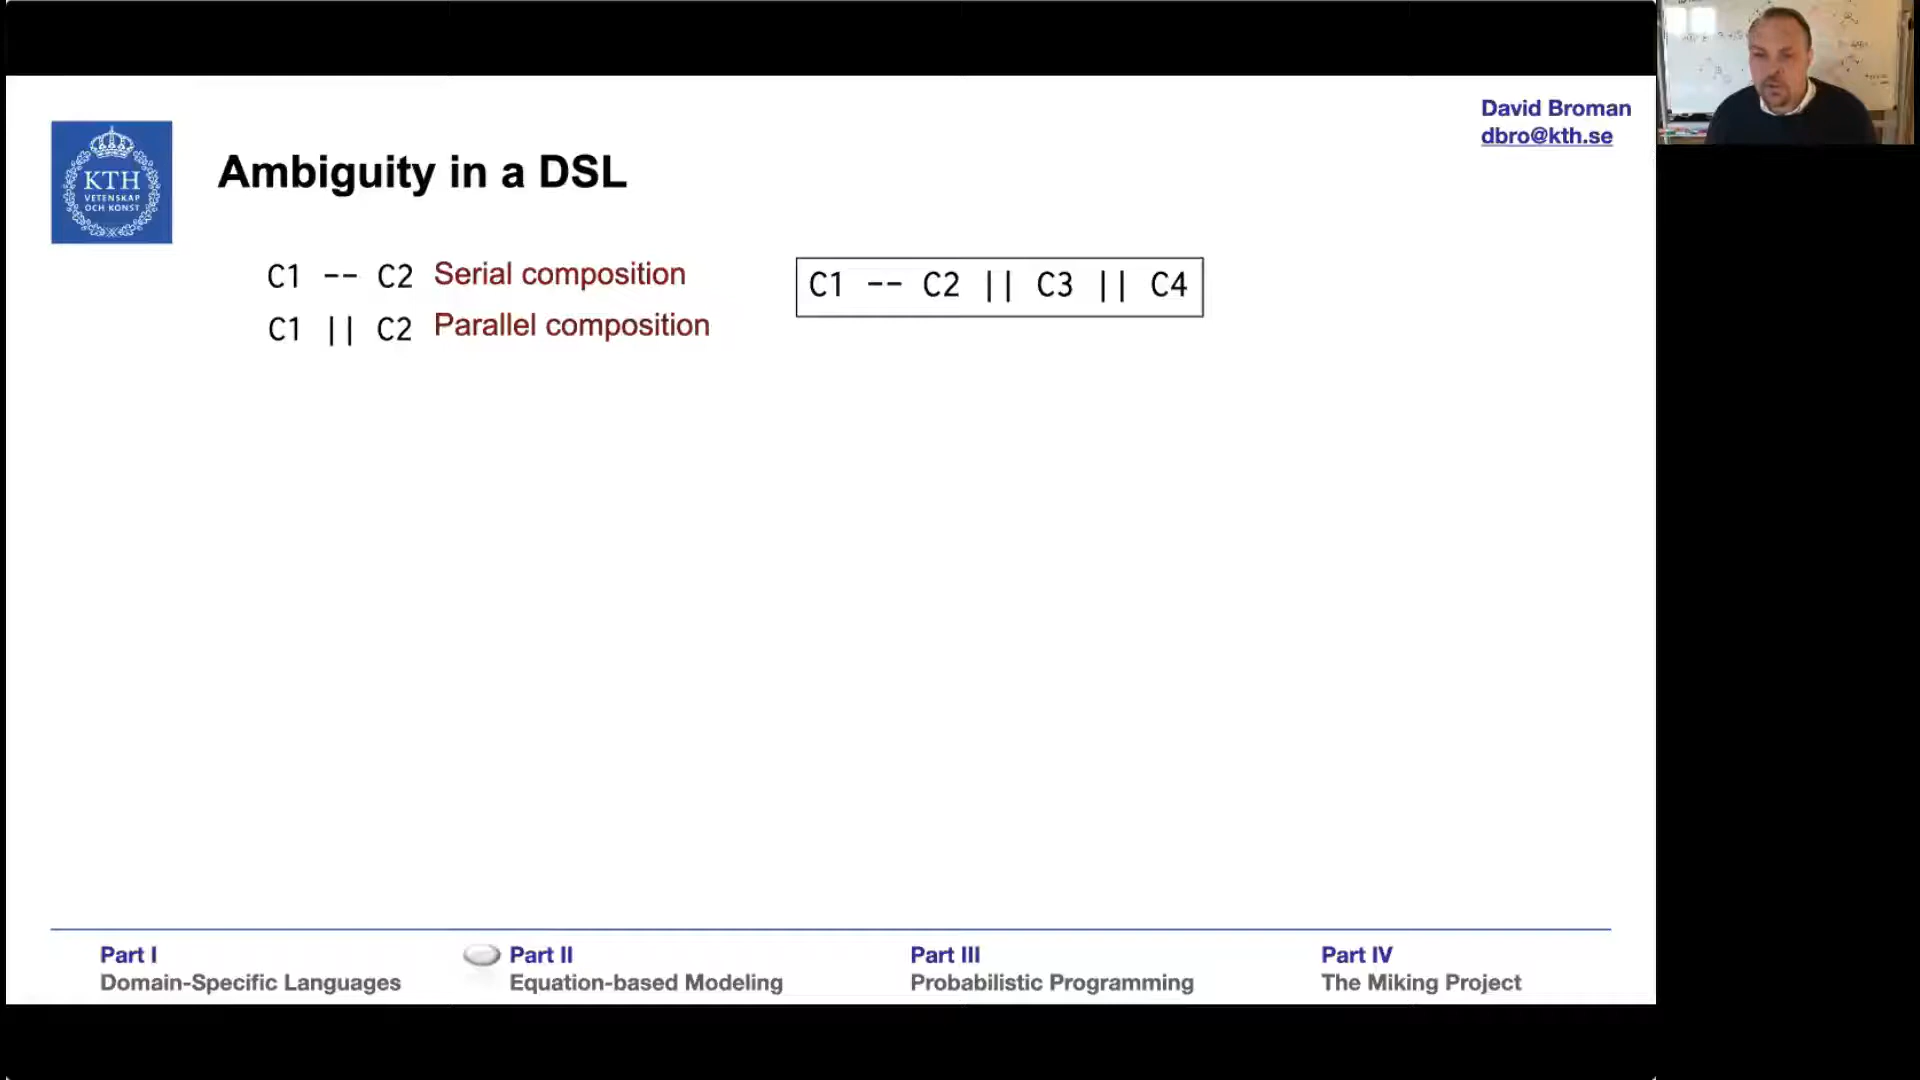 David Broman
dbro@kth.se
KTH
VETENSKAP
OCH KONST
Ambiguity in a DSL
C1 -- C2 Serial composition
C1 || C2 Parallel composition
C1 -- C2 || C3 || C4
Part I
Domain-Specific Languages
Part II
Equation-based Modeling
Part III
Probabilistic Programming
Part IV
The Miking Project